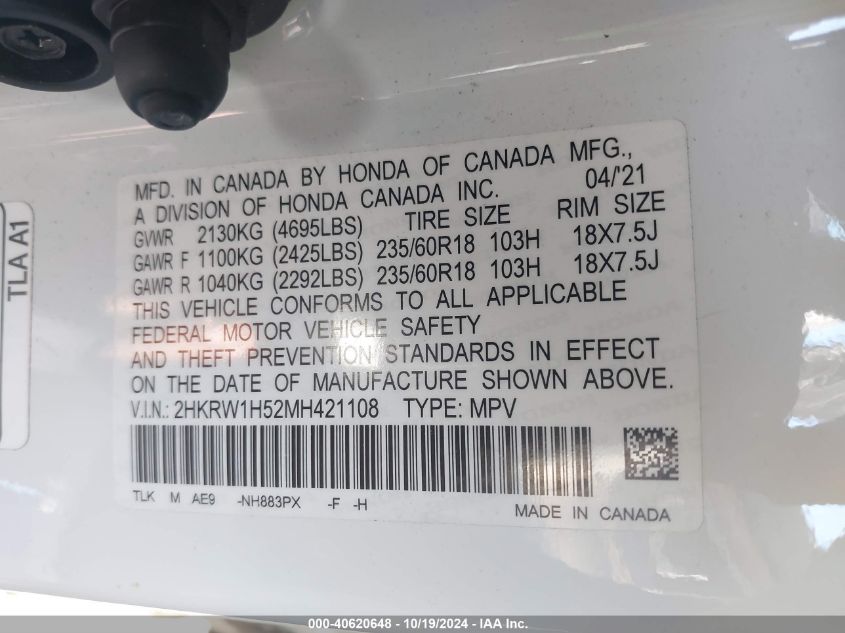 MFD. IN CANADA BY HONDA OF CANADA MFG.,
A DIVISION OF HONDA CANADA INC. 04/'21
GVWR 2130KG (4695LBS) TIRE SIZE RIM SIZE
GAWR F 1100KG (2425LBS) 235/60R18 103H 18X7.5J
GAWR R 1040KG (2292LBS) 235/60R18 103H 18X7.5J
THIS VEHICLE CONFORMS TO ALL APPLICABLE
FEDERAL MOTOR VEHICLE SAFETY
AND THEFT PREVENTION STANDARDS IN EFFECT
ON THE DATE OF MANUFACTURE SHOWN ABOVE.
V.I.N.: 2HKRW1H52MH421108 TYPE: MPV
TLK M AE9 -NH883PX -F -H
MADE IN CANADA
TLA A1
000-40620648 / 10/19/2024 - IAA Inc.